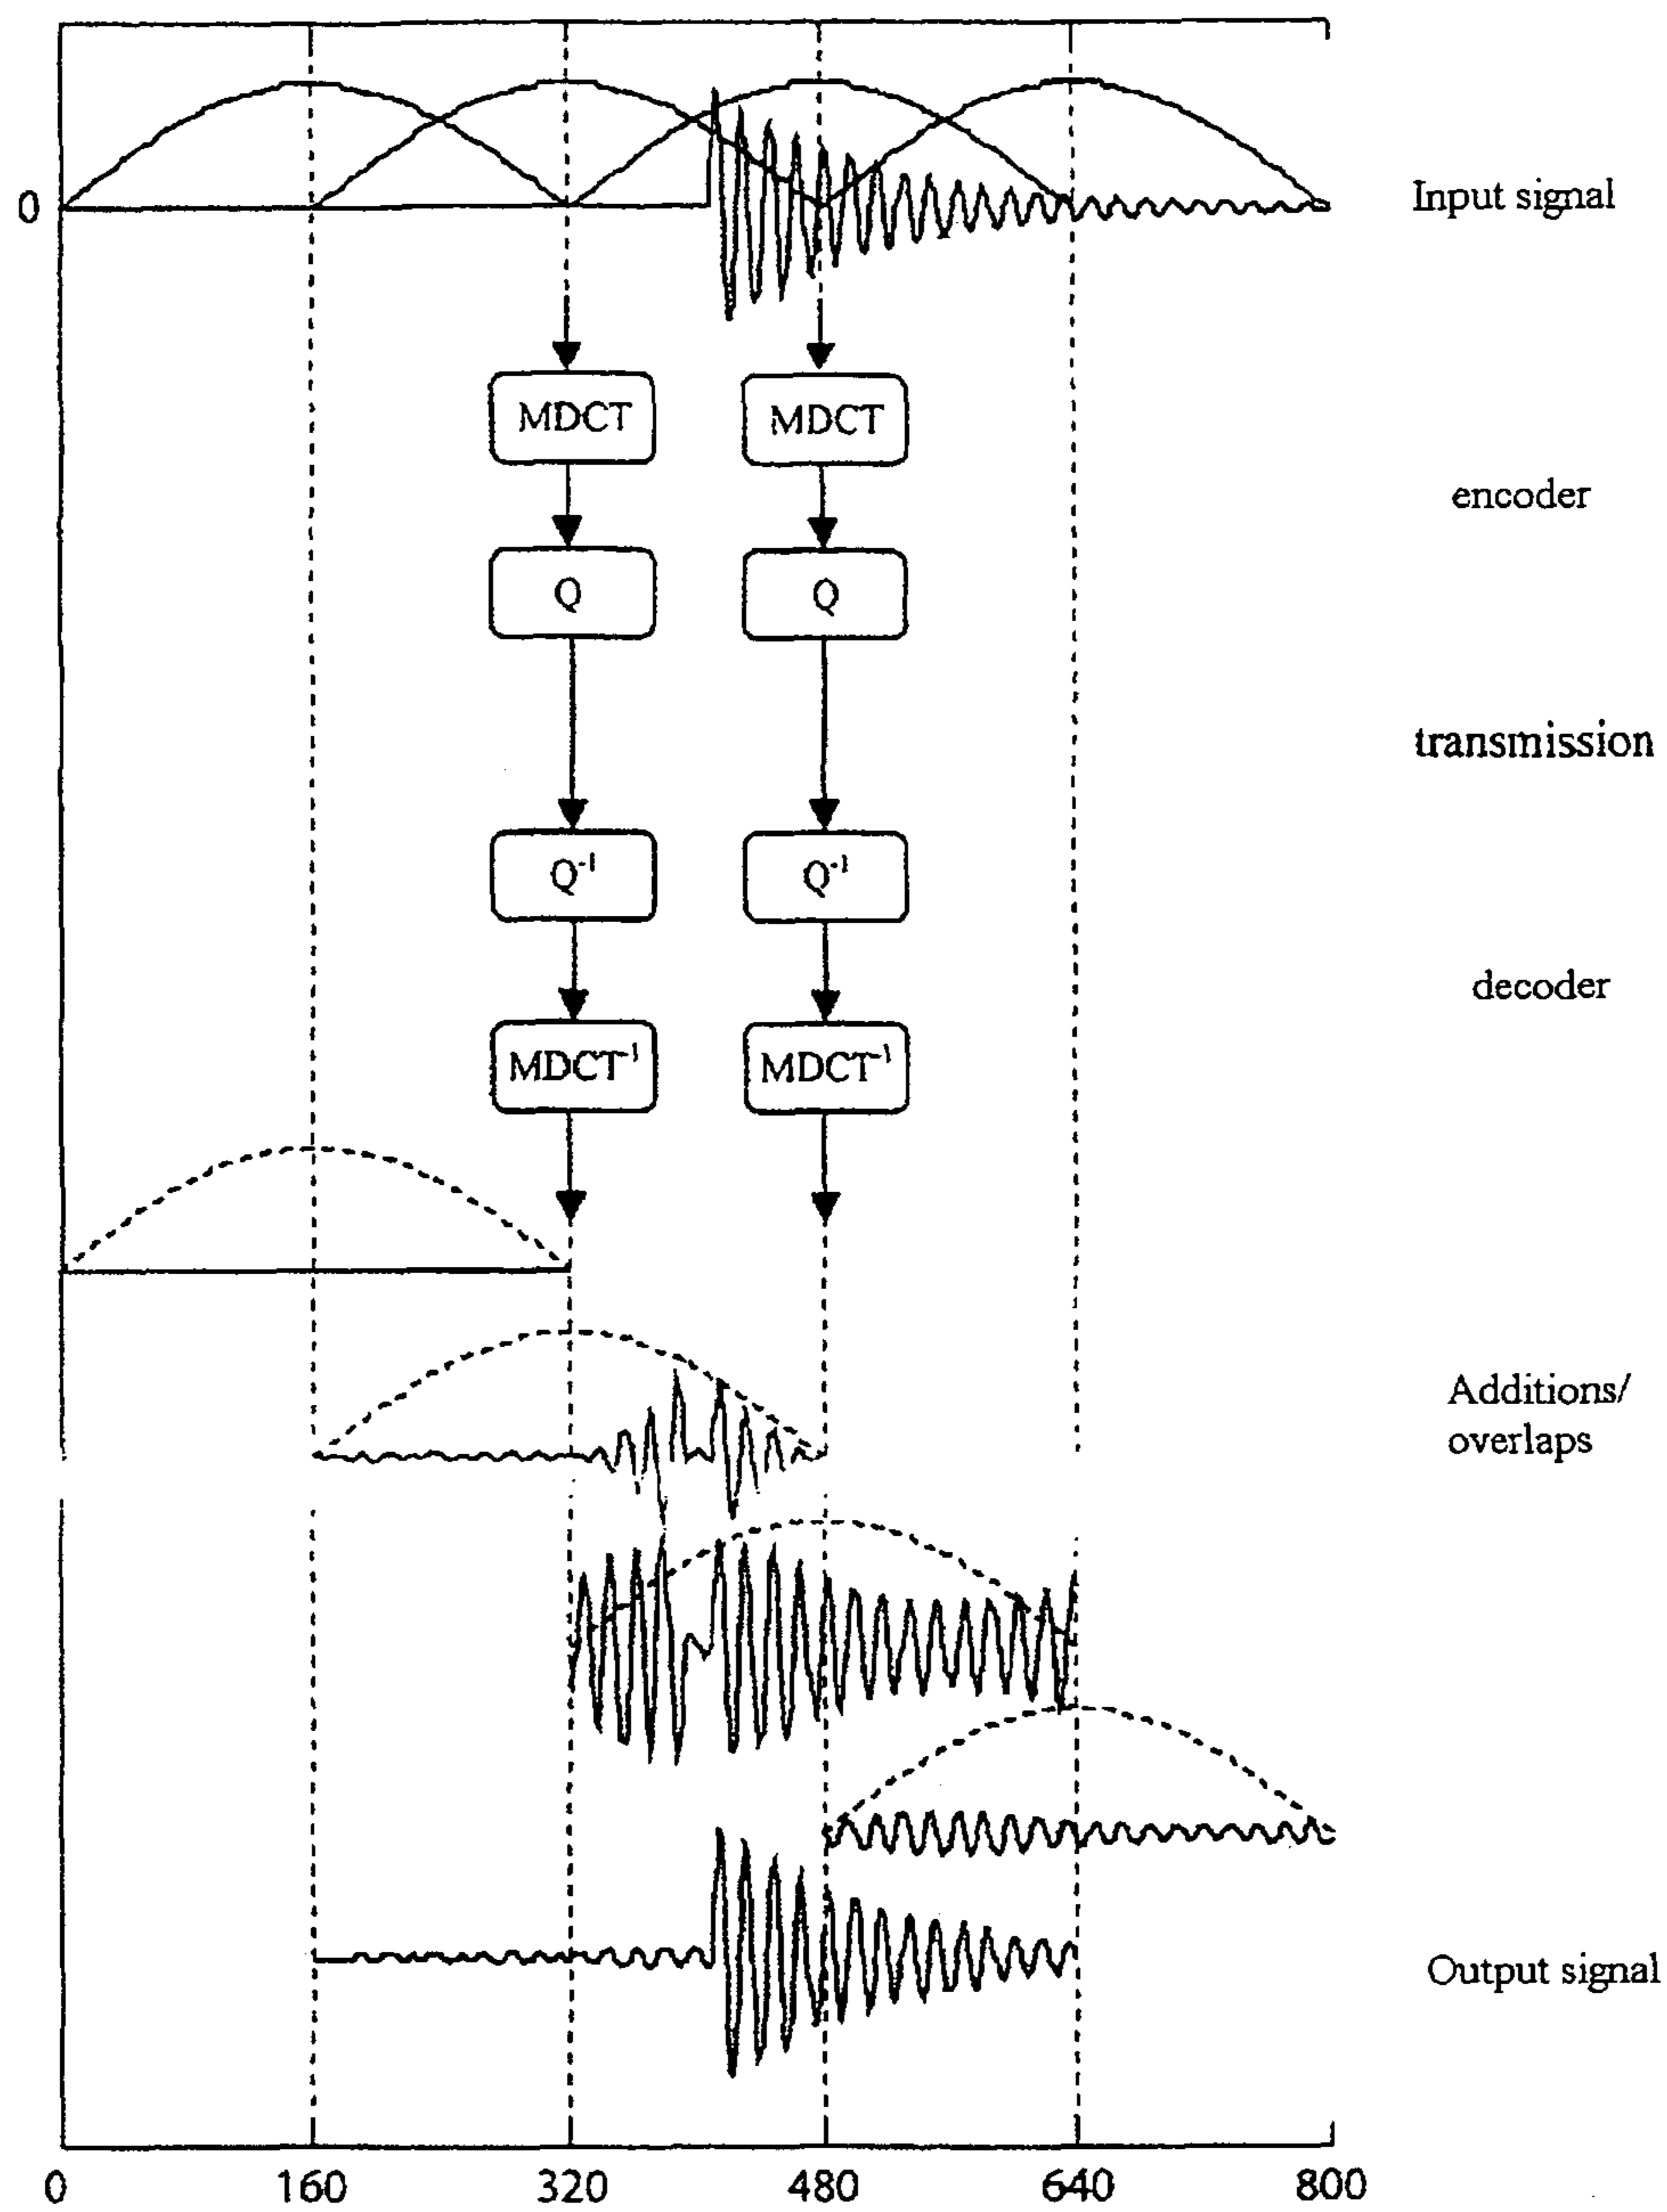 0
Input signal
MDCT MDCT
encoder
Q Q
transmission
Q⁻¹ Q⁻¹
decoder
MDCT⁻¹ MDCT⁻¹
Additions/
overlaps
Output signal
0 160 320 480 640 800